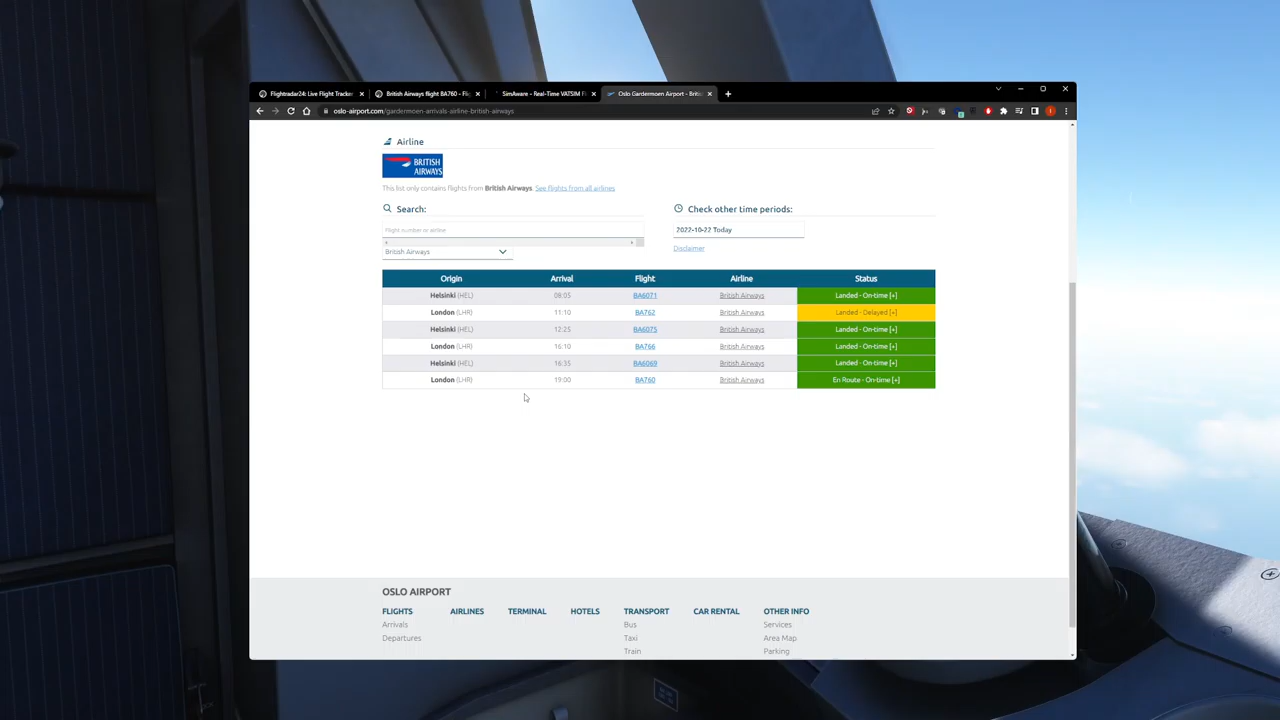 Flightradar24: Live Flight Tracker
British Airways flight BA760 - Fli
SimAware - Real-Time VATSIM Fl
Oslo Gardermoen Airport - Britis
oslo-airport.com/gardermoen-arrivals-airline-british-airways
Airline
BRITISH AIRWAYS
This list only contains flights from British Airways. See flights from all airlines
Search:
Check other time periods:
Flight number or airline
2022-10-22 Today
British Airways
Disclaimer
Origin Arrival Flight Airline Status
Helsinki (HEL) 08:05 BA6071 British Airways Landed - On-time [+]
London (LHR) 11:10 BA762 British Airways Landed - Delayed [+]
Helsinki (HEL) 12:25 BA6075 British Airways Landed - On-time [+]
London (LHR) 16:10 BA766 British Airways Landed - On-time [+]
Helsinki (HEL) 16:35 BA6069 British Airways Landed - On-time [+]
London (LHR) 19:00 BA760 British Airways En Route - On-time [+]
OSLO AIRPORT
FLIGHTS AIRLINES TERMINAL HOTELS TRANSPORT CAR RENTAL OTHER INFO
Arrivals Bus Services
Departures Taxi Area Map
Train Parking